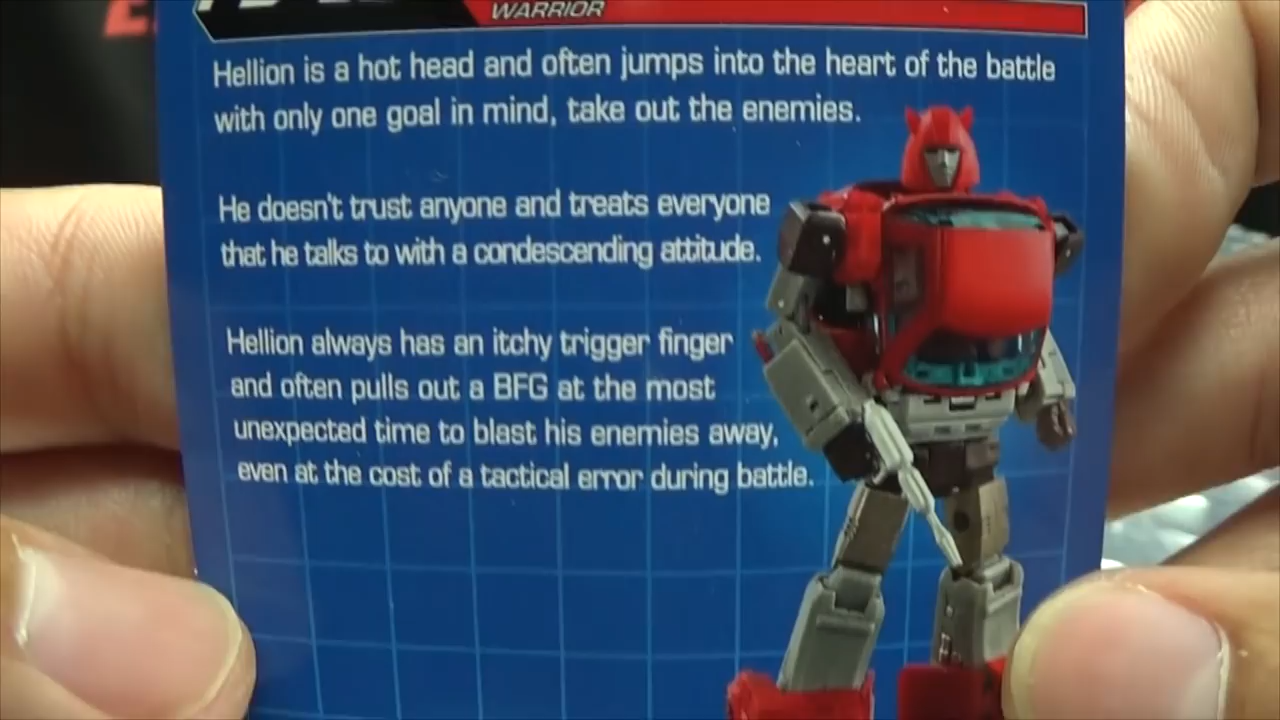 WARRIOR
Hellion is a hot head and often jumps into the heart of the battle
with only one goal in mind, take out the enemies.
He doesn't trust anyone and treats everyone
that he talks to with a condescending attitude.
Hellion always has an itchy trigger finger
and often pulls out a BFG at the most
unexpected time to blast his enemies away,
even at the cost of a tactical error during battle.